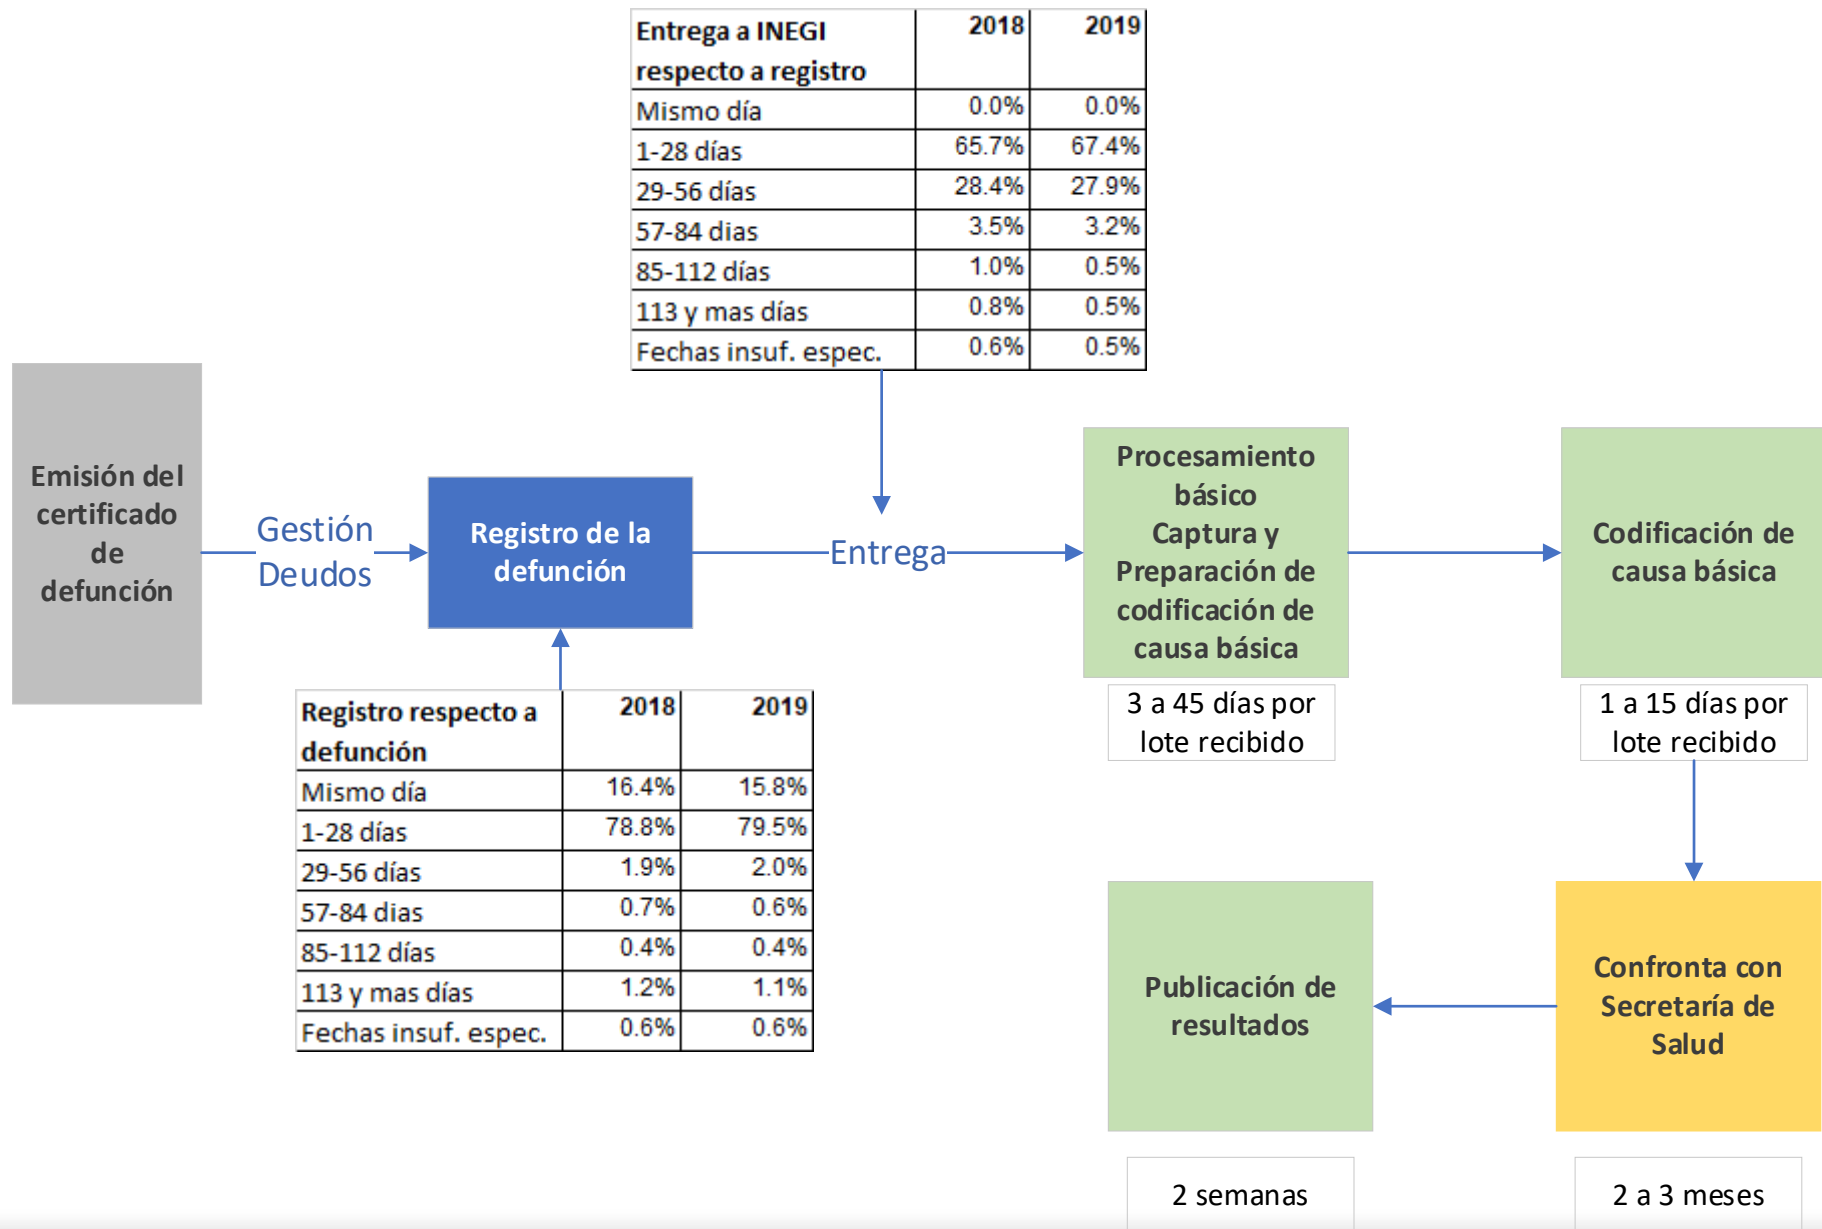 Entrega a INEGI 2018 2019
respecto a registro
Mismo día 0.0% 0.0%
1-28 días 65.7% 67.4%
29-56 días 28.4% 27.9%
57-84 dias 3.5% 3.2%
85-112 días 1.0% 0.5%
113 y mas días 0.8% 0.5%
Fechas insuf. espec. 0.6% 0.5%
Emisión del
certificado
de
defunción
Gestión
Deudos
Registro de la
defunción
Entrega
Procesamiento
básico
Captura y
Preparación de
codificación de
causa básica
3 a 45 días por
lote recibido
Codificación de
causa básica
1 a 15 días por
lote recibido
Registro respecto a 2018 2019
defunción
Mismo día 16.4% 15.8%
1-28 días 78.8% 79.5%
29-56 días 1.9% 2.0%
57-84 dias 0.7% 0.6%
85-112 días 0.4% 0.4%
113 y mas días 1.2% 1.1%
Fechas insuf. espec. 0.6% 0.6%
Confronta con
Secretaría de
Salud
2 a 3 meses
Publicación de
resultados
2 semanas